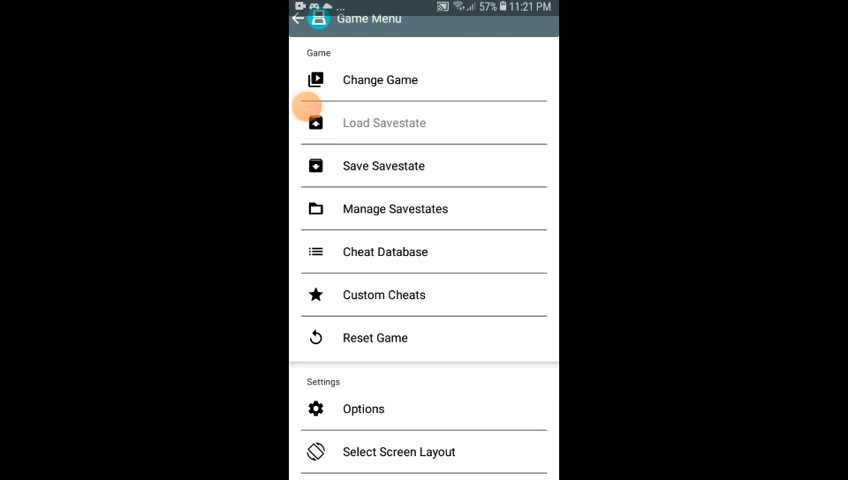 ... 57% 11:21 PM
Game Menu
Game
Change Game
Load Savestate
Save Savestate
Manage Savestates
Cheat Database
Custom Cheats
Reset Game
Settings
Options
Select Screen Layout